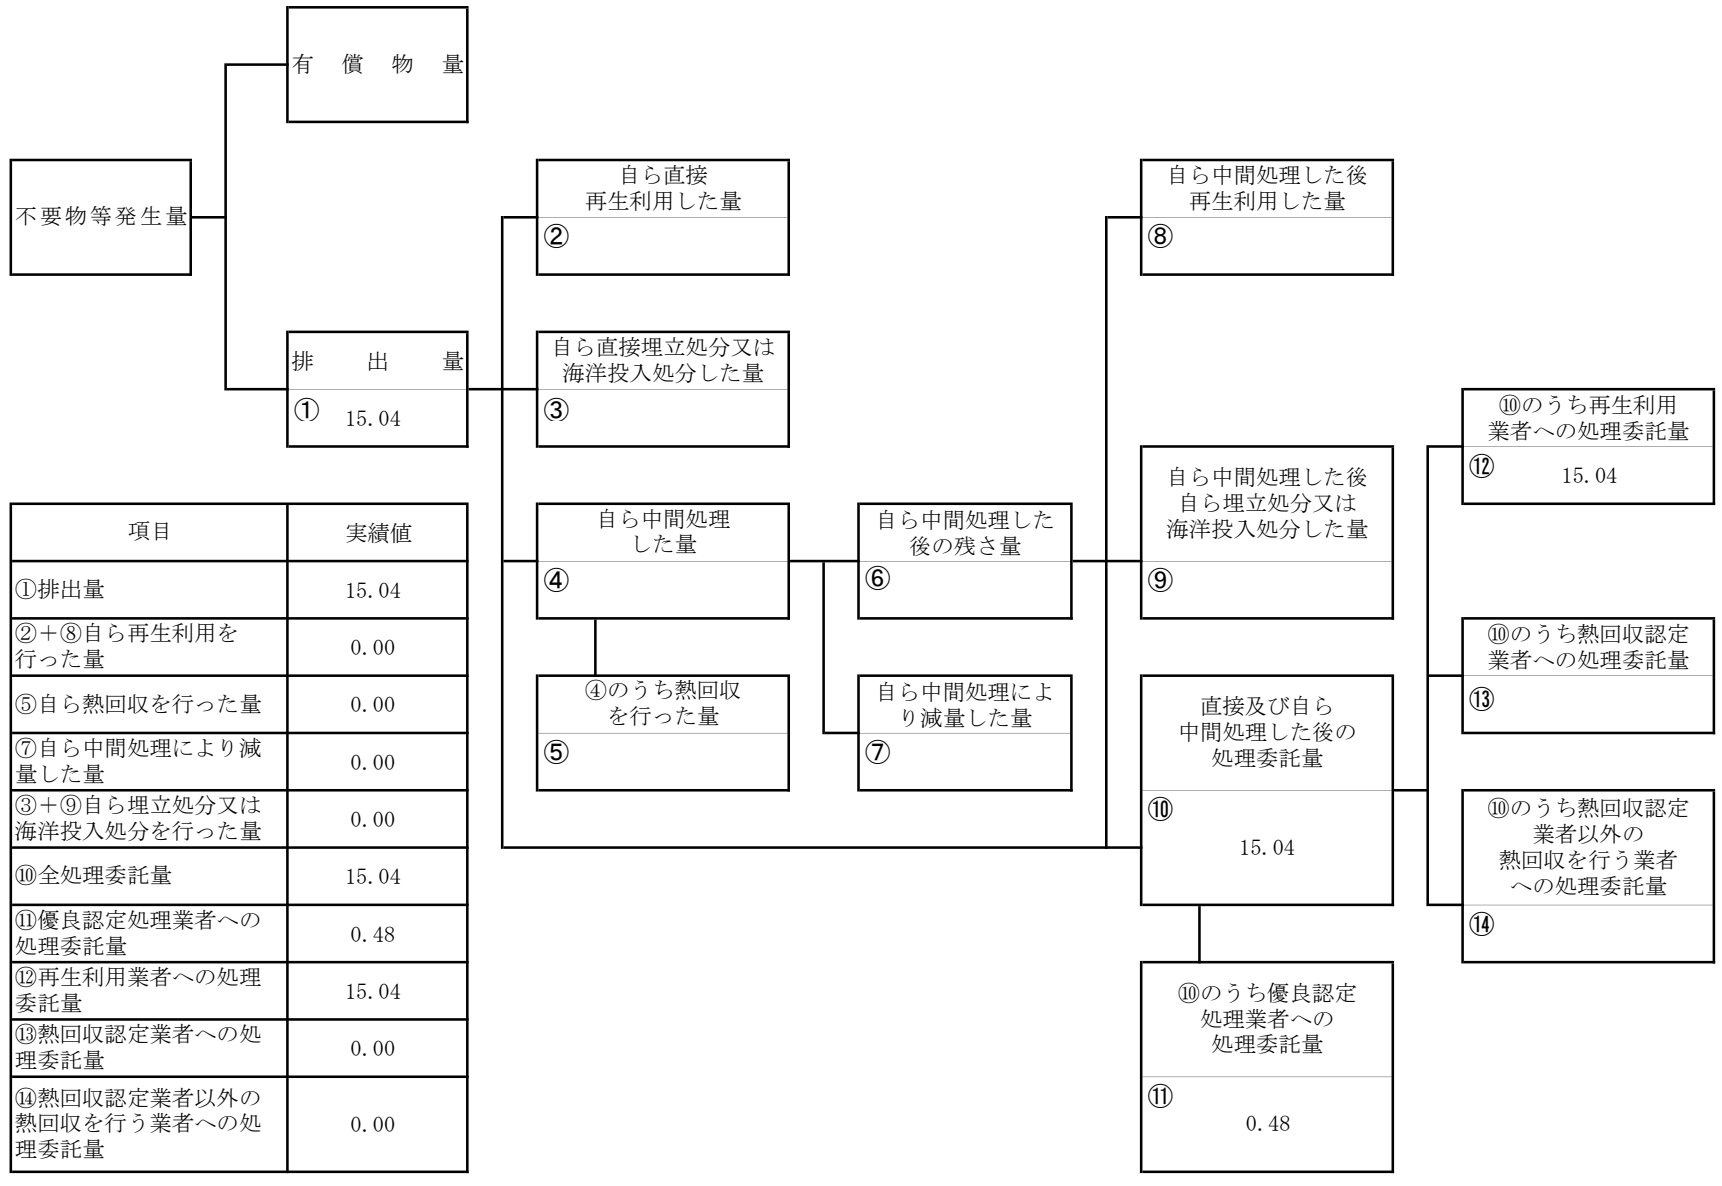 有償物量
不要物等発生量
排出量
①
15.04
自ら直接
再生利用した量
②
自ら直接埋立処分又は
海洋投入処分した量
③
自ら中間処理
した量
④
④のうち熱回収
を行った量
⑤
自ら中間処理した
後の残さ量
⑥
自ら中間処理によ
り減量した量
⑦
自ら中間処理した後
再生利用した量
⑧
自ら中間処理した後
自ら埋立処分又は
海洋投入処分した量
⑨
直接及び自ら
中間処理した後の
処理委託量
⑩
15.04
⑩のうち優良認定
処理業者への
処理委託量
⑪
0.48
⑩のうち再生利用
業者への処理委託量
⑫
15.04
⑩のうち熱回収認定
業者への処理委託量
⑬
⑩のうち熱回収認定
業者以外の
熱回収を行う業者
への処理委託量
⑭
項目 実績値
①排出量 15.04
②＋⑧自ら再生利用を
行った量 0.00
⑤自ら熱回収を行った量 0.00
⑦自ら中間処理により減
量した量 0.00
③＋⑨自ら埋立処分又は
海洋投入処分を行った量 0.00
⑩全処理委託量 15.04
⑪優良認定処理業者への
処理委託量 0.48
⑫再生利用業者への処理
委託量 15.04
⑬熱回収認定業者への処
理委託量 0.00
⑭熱回収認定業者以外の
熱回収を行う業者への処
理委託量 0.00